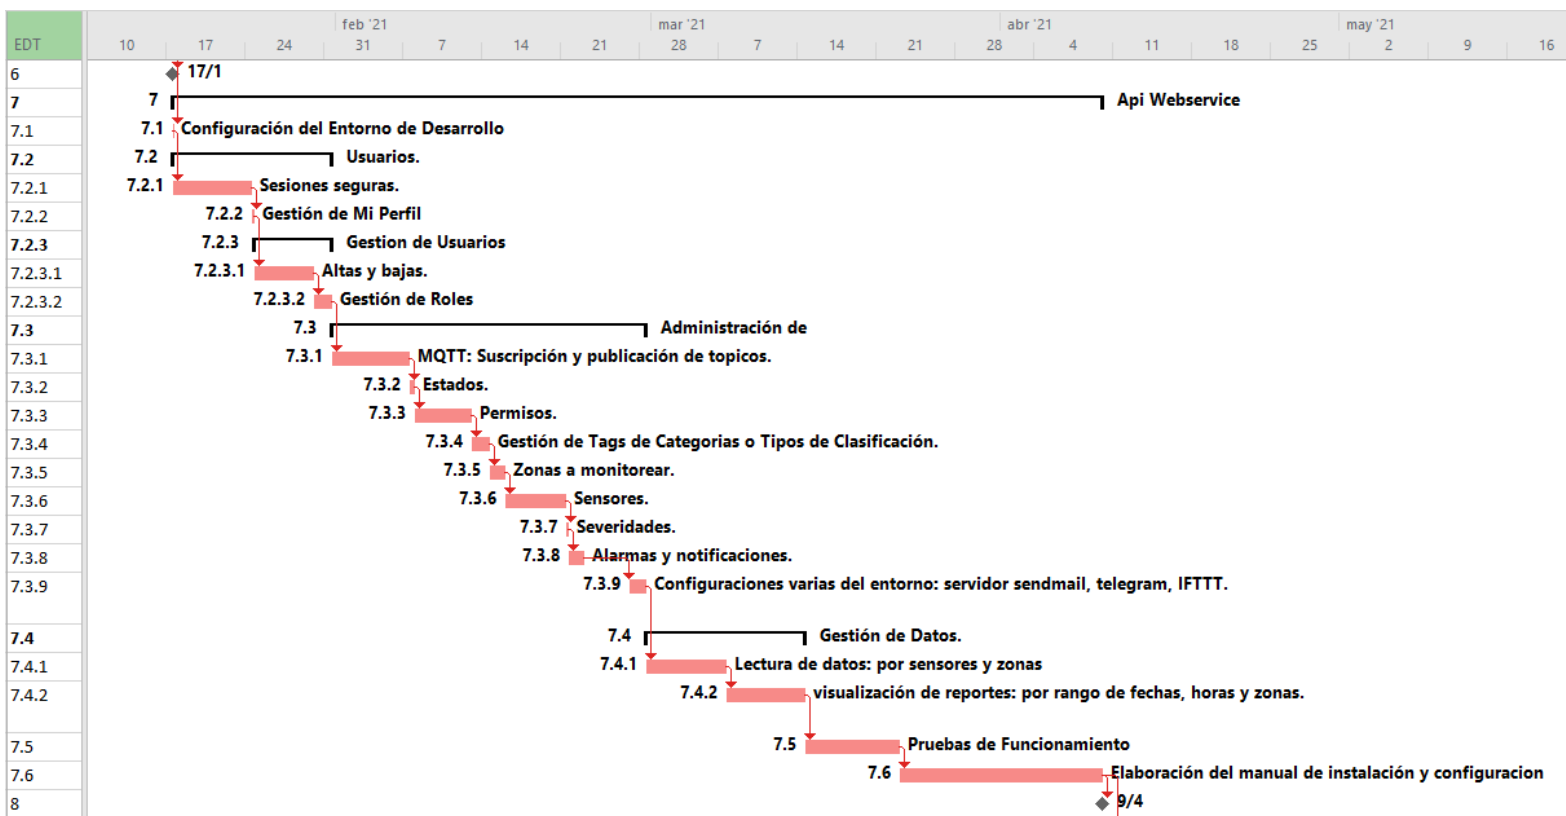 EDT
feb '21 mar '21 abr '21 may '21
10 17 24 31 7 14 21 28 7 14 21 28 4 11 18 25 2 9 16
6 17/1
7 7 Api Webservice
7.1 7.1 Configuración del Entorno de Desarrollo
7.2 7.2 Usuarios.
7.2.1 7.2.1 Sesiones seguras.
7.2.2 7.2.2 Gestión de Mi Perfil
7.2.3 7.2.3 Gestion de Usuarios
7.2.3.1 7.2.3.1 Altas y bajas.
7.2.3.2 7.2.3.2 Gestión de Roles
7.3 7.3 Administración de
7.3.1 7.3.1 MQTT: Suscripción y publicación de topicos.
7.3.2 7.3.2 Estados.
7.3.3 7.3.3 Permisos.
7.3.4 7.3.4 Gestión de Tags de Categorias o Tipos de Clasificación.
7.3.5 7.3.5 Zonas a monitorear.
7.3.6 7.3.6 Sensores.
7.3.7 7.3.7 Severidades.
7.3.8 7.3.8 Alarmas y notificaciones.
7.3.9 7.3.9 Configuraciones varias del entorno: servidor sendmail, telegram, IFTTT.
7.4 7.4 Gestión de Datos.
7.4.1 7.4.1 Lectura de datos: por sensores y zonas
7.4.2 7.4.2 visualización de reportes: por rango de fechas, horas y zonas.
7.5 7.5 Pruebas de Funcionamiento
7.6 7.6 Elaboración del manual de instalación y configuracion
8 9/4